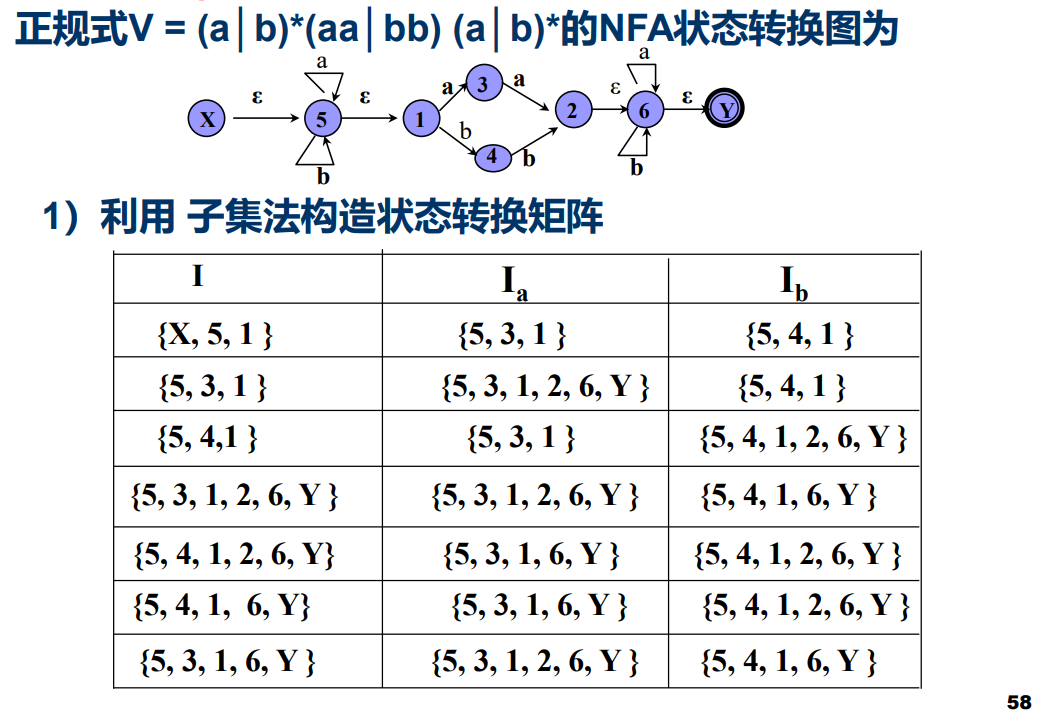 正规式V = (a│b)*(aa│bb) (a│b)*的NFA状态转换图为
a a
ε ε a 3 a ε ε
X 5 1 2 6 Y
b 4 b
b b
1）利用 子集法构造状态转换矩阵
I Ia Ib
{X, 5, 1 } {5, 3, 1 } {5, 4, 1 }
{5, 3, 1 } {5, 3, 1, 2, 6, Y } {5, 4, 1 }
{5, 4,1 } {5, 3, 1 } {5, 4, 1, 2, 6, Y }
{5, 3, 1, 2, 6, Y } {5, 3, 1, 2, 6, Y } {5, 4, 1, 6, Y }
{5, 4, 1, 2, 6, Y} {5, 3, 1, 6, Y } {5, 4, 1, 2, 6, Y }
{5, 4, 1, 6, Y} {5, 3, 1, 6, Y } {5, 4, 1, 2, 6, Y }
{5, 3, 1, 6, Y } {5, 3, 1, 2, 6, Y } {5, 4, 1, 6, Y }
58